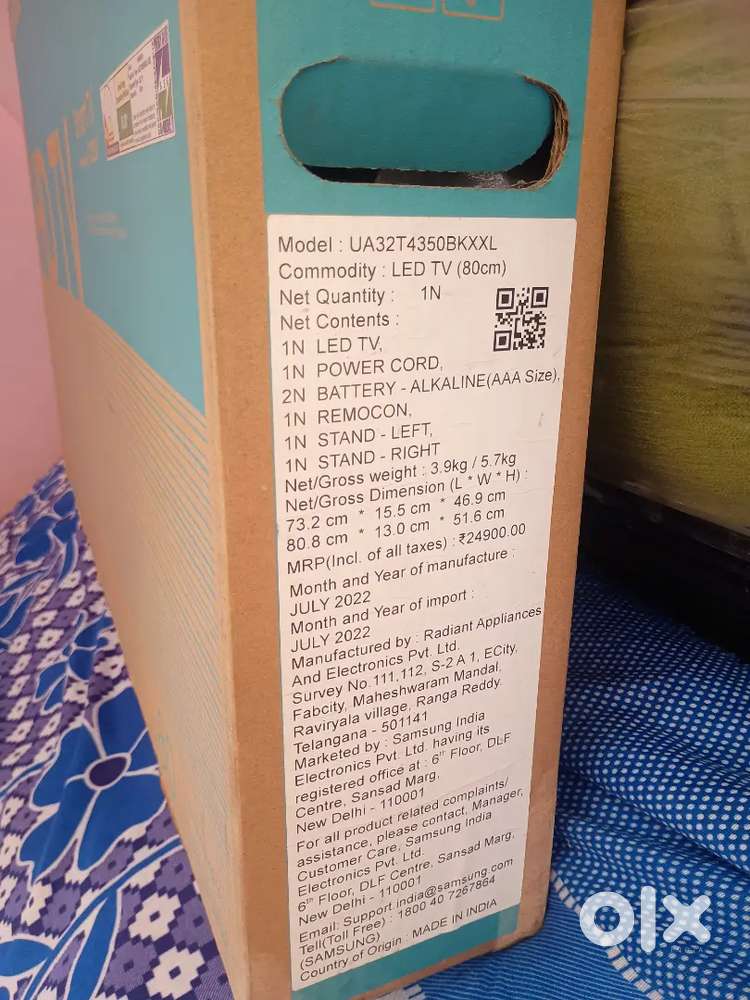 Model : UA32T4350BKXXL
Commodity : LED TV (80cm)
Net Quantity : 1N
Net Contents :
1N LED TV,
1N POWER CORD,
2N BATTERY - ALKALINE(AAA Size),
1N REMOCON,
1N STAND - LEFT,
1N STAND - RIGHT
Net/Gross weight : 3.9kg / 5.7kg
Net/Gross Dimension (L * W * H) :
73.2 cm * 15.5 cm * 46.9 cm
80.8 cm * 13.0 cm * 51.6 cm
MRP(Incl. of all taxes) : ₹24900.00
Month and Year of manufacture :
JULY 2022
Month and Year of import :
JULY 2022
Manufactured by : Radiant Appliances
And Electronics Pvt. Ltd.
Survey No.111,112, S-2 A 1, ECity,
Fabcity, Maheshwaram Mandal,
Raviryala village, Ranga Reddy.
Telangana - 501141
Marketed by : Samsung India
Electronics Pvt. Ltd. having its
registered office at : 6th Floor, DLF
Centre, Sansad Marg,
New Delhi - 110001
For all product related complaints/
assistance, please contact, Manager,
Customer Care, Samsung India
Electronics Pvt. Ltd.
6th Floor, DLF Centre, Sansad Marg,
New Delhi - 110001
Email: Support.india@samsung.com
Tell(Toll Free) : 1800 40 7267864
(SAMSUNG)
Country of Origin : MADE IN INDIA
olx